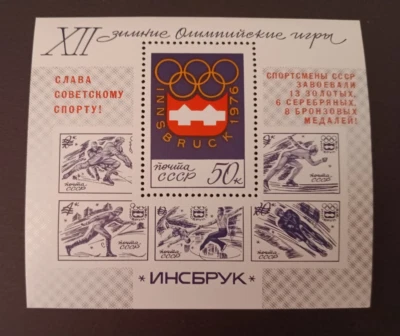 XII зимние Олимпийские игры
СЛАВА
СОВЕТСКОМУ
СПОРТУ!
INNSBRUCK 1976
почта
СССР
50к
СПОРТСМЕНЫ СССР
ЗАВОЕВАЛИ
13 ЗОЛОТЫХ,
6 СЕРЕБРЯНЫХ,
8 БРОНЗОВЫХ
МЕДАЛЕЙ!
*ИНСБРУК*